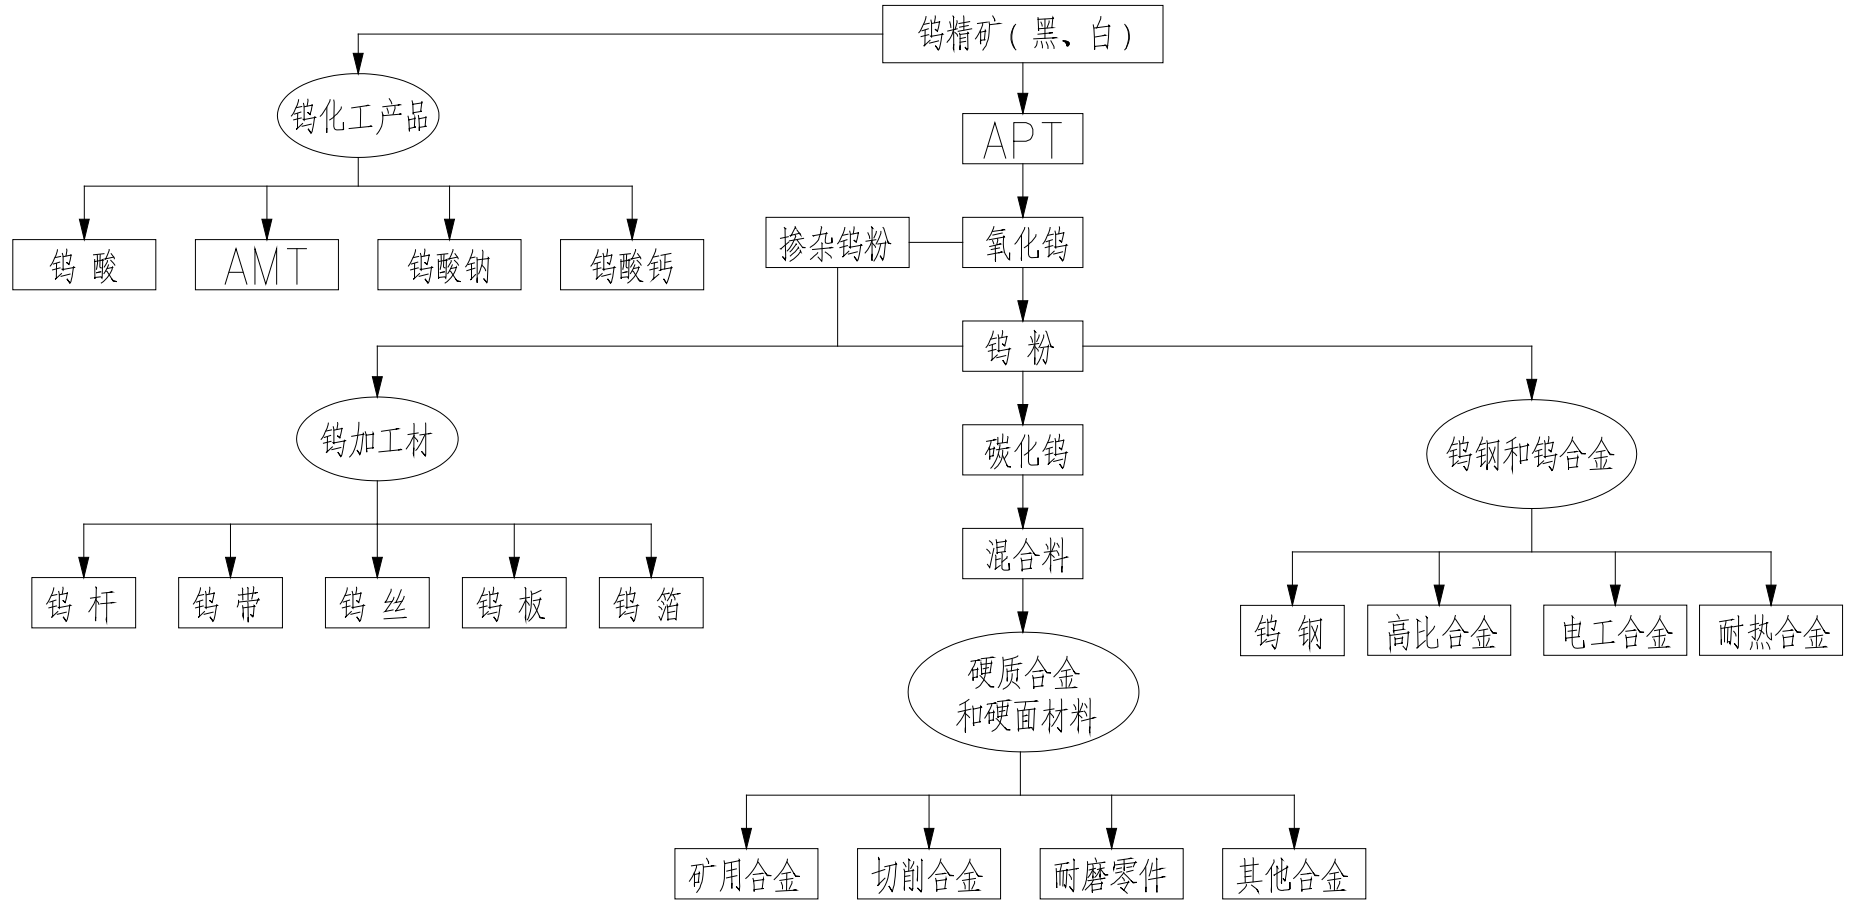 钨精矿(黑、白)
钨化工产品
APT
钨 酸
AMT
钨酸钠
钨酸钙
掺杂钨粉
氧化钨
钨 粉
钨加工材
碳化钨
钨钢和钨合金
混合料
钨 杆
钨 带
钨 丝
钨 板
钨 箔
钨 钢
高比合金
电工合金
耐热合金
硬质合金
和硬面材料
矿用合金
切削合金
耐磨零件
其他合金